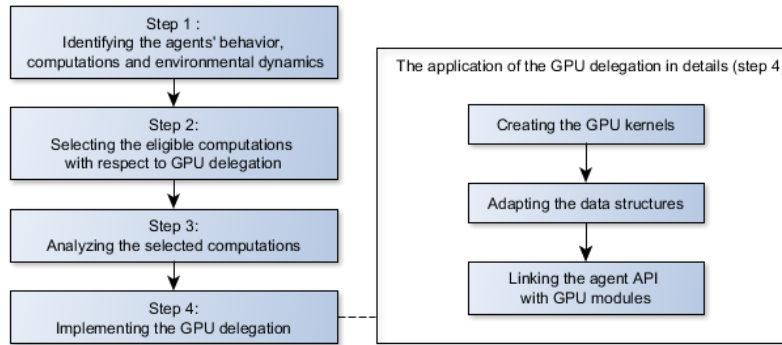 Step 1 :
Identifying the agents' behavior,
computations and environmental dynamics
Step 2:
Selecting the eligible computations
with respect to GPU delegation
Step 3:
Analyzing the selected computations
Step 4:
Implementing the GPU delegation
The application of the GPU delegation in details (step 4
Creating the GPU kernels
Adapting the data structures
Linking the agent API
with GPU modules